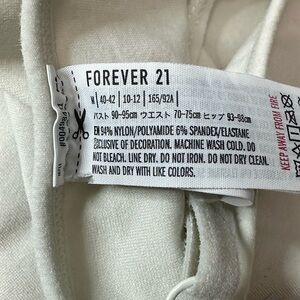 FOREVER 21
M 40-42 10-12 165/92A
バスト 90-95cm ウエスト 70-75cm ヒップ 93-98cm
EN 94% NYLON/POLYAMIDE 6% SPANDEX/ELASTANE
EXCLUSIVE OF DECORATION. MACHINE WASH COLD. DO
NOT BLEACH. LINE DRY. DO NOT IRON. DO NOT DRY CLEAN.
WASH AND DRY WITH LIKE COLORS.
KEEP AWAY FROM FIRE